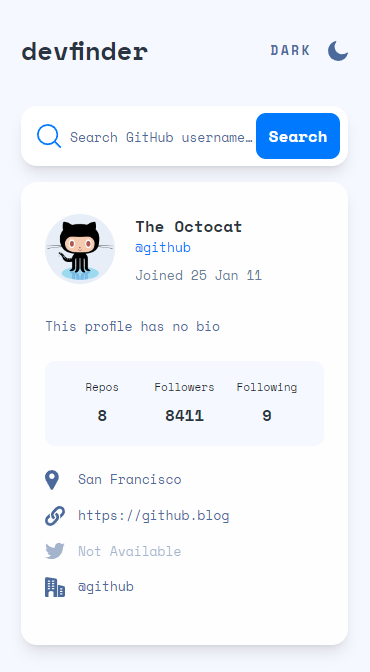 devfinder
DARK
Search GitHub username…
Search
The Octocat
@github
Joined 25 Jan 11
This profile has no bio
Repos Followers Following
8 8411 9
San Francisco
https://github.blog
Not Available
@github